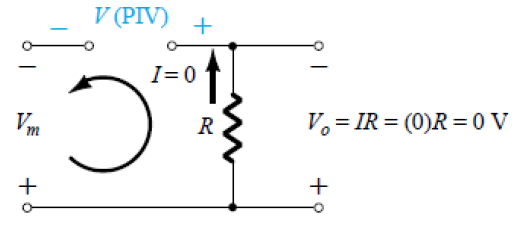 − V (PIV) +
I = 0
− −
V_m R V_o = IR = (0)R = 0 V
+ +